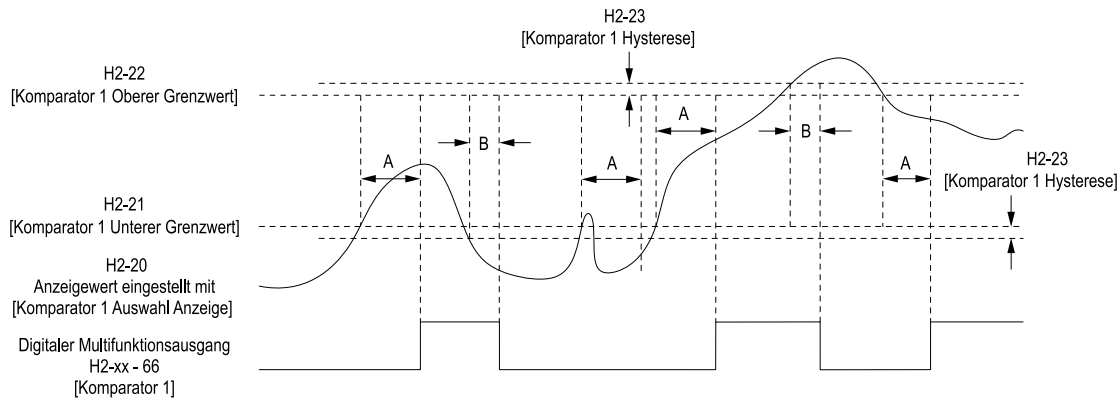 H2-23
[Komparator 1 Hysterese]
H2-22
[Komparator 1 Oberer Grenzwert]
A
B
A
A
B
A
H2-23
[Komparator 1 Hysterese]
H2-21
[Komparator 1 Unterer Grenzwert]
H2-20
Anzeigewert eingestellt mit
[Komparator 1 Auswahl Anzeige]
Digitaler Multifunktionsausgang
H2-xx - 66
[Komparator 1]